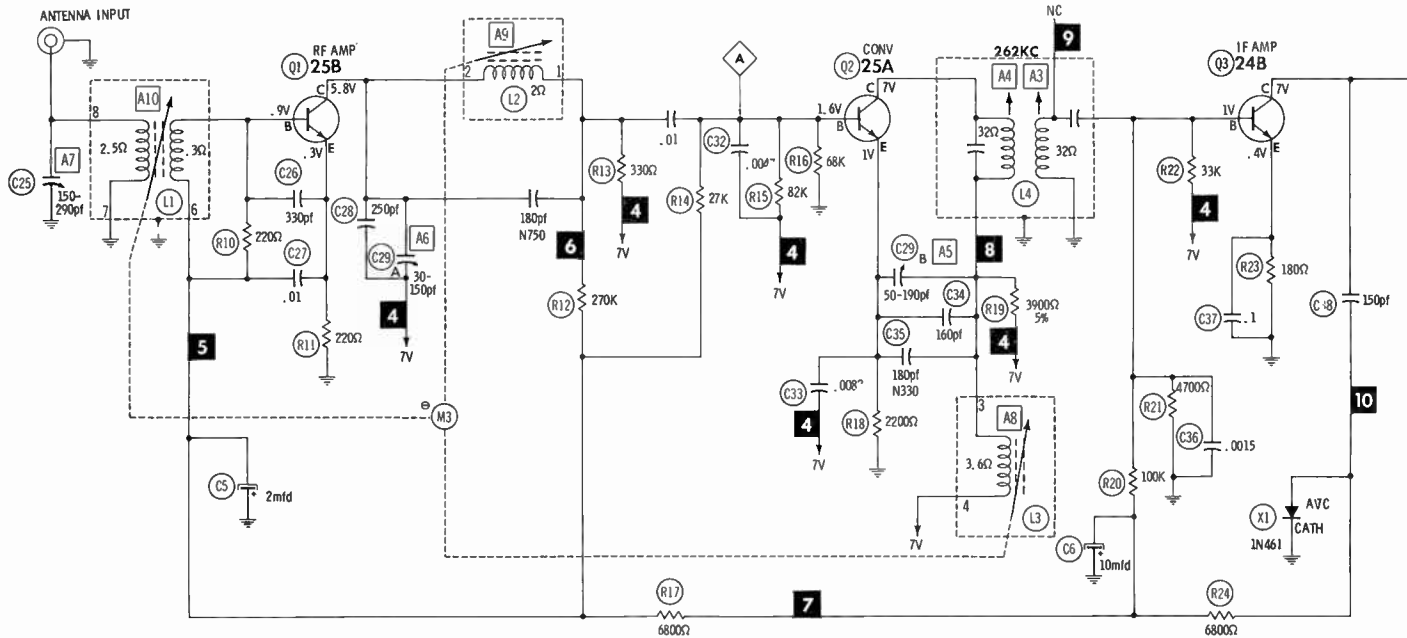 ANTENNA INPUT
A7
C25
150-
290pf
8
A10
2.5Ω
.3Ω
7
L1
6
RF AMP
Q1 25B
C
5.8V
.9V
B
E
.3V
C26
330pf
R10
220Ω
C27
.01
R11
220Ω
5
C5
2mfd
A9
2
1
2Ω
L2
C28
250pf
A6
C29
A
30-
150pf
4
7V
180pf
N750
6
R12
270K
M3
R13
330Ω
4
7V
.01
R14
27K
A
C32
R15
82K
4
7V
R16
68K
CONV
Q2 25A
C
7V
1.6V
B
E
1V
262KC
A4
A3
32Ω
32Ω
L4
NC
9
8
C29
B
A5
50-190pf
C34
160pf
C35
180pf
N330
R19
3900Ω
5%
4
7V
C33
4
7V
R18
2200Ω
3
A8
3.6Ω
4
L3
7V
1F AMP
Q3 24B
C
7V
1V
B
E
.4V
R22
33K
4
7V
R23
180Ω
C37
.1
150pf
R21
4700Ω
C36
.0015
R20
100K
C6
10mfd
10
X1
AVC
CATH
1N461
R17
6800Ω
7
R24
6800Ω